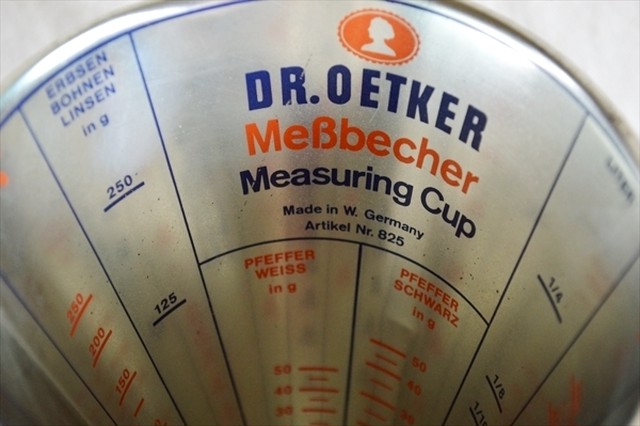 DR. OETKER
Meßbecher
Measuring Cup
Made in W. Germany
Artikel Nr. 825
ERBSEN
BOHNEN
LINSEN
in g
250
250
200
150
125
PFEFFER
WEISS
in g
50
40
30
PFEFFER
SCHWARZ
in g
50
40
30
LITER
1/4
1/8